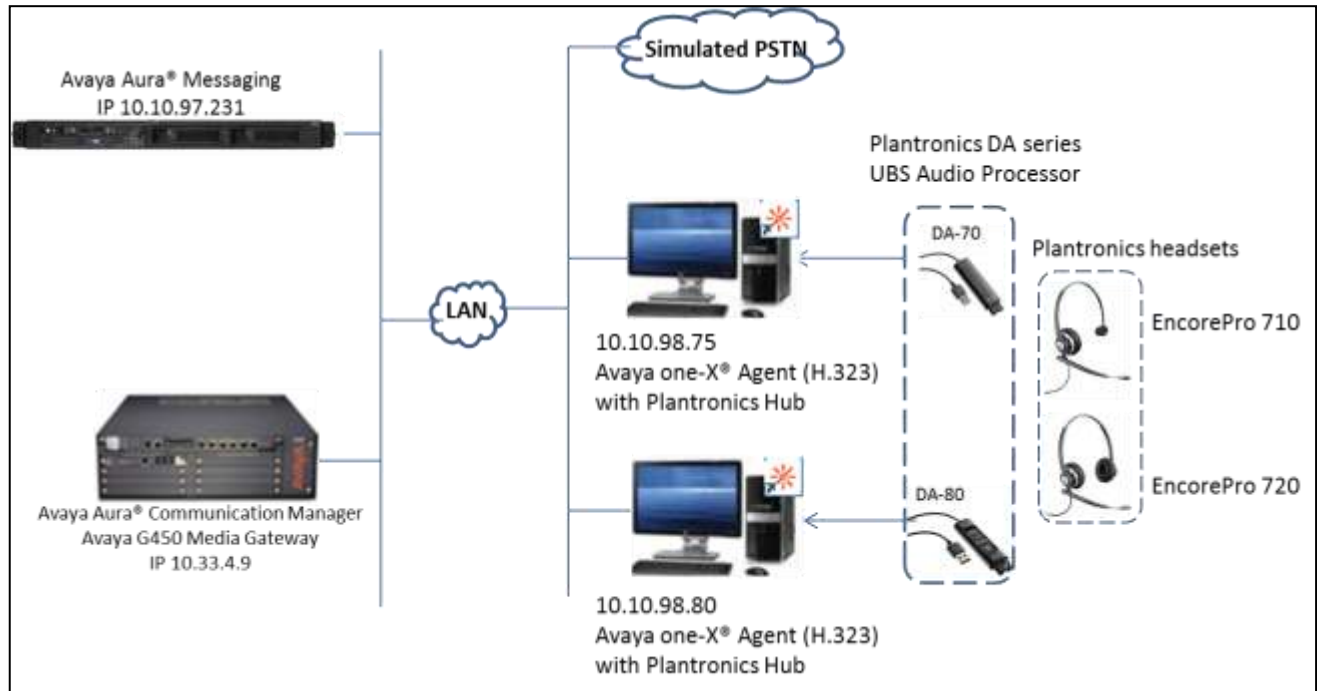 Simulated PSTN
Avaya Aura® Messaging
IP 10.10.97.231
Plantronics DA series
UBS Audio Processor
DA-70
Plantronics headsets
LAN
EncorePro 710
10.10.98.75
Avaya one-X® Agent (H.323)
with Plantronics Hub
EncorePro 720
DA-80
Avaya Aura® Communication Manager
Avaya G450 Media Gateway
IP 10.33.4.9
10.10.98.80
Avaya one-X® Agent (H.323)
with Plantronics Hub